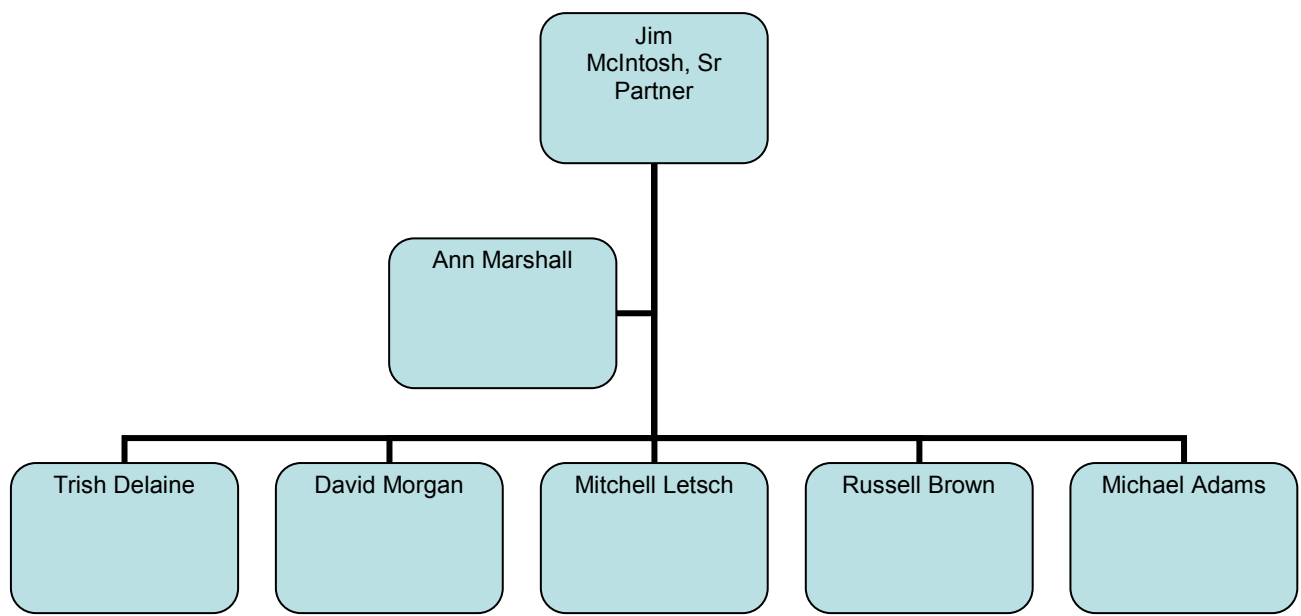 Jim
McIntosh, Sr
Partner
Ann Marshall
Trish Delaine
David Morgan
Mitchell Letsch
Russell Brown
Michael Adams